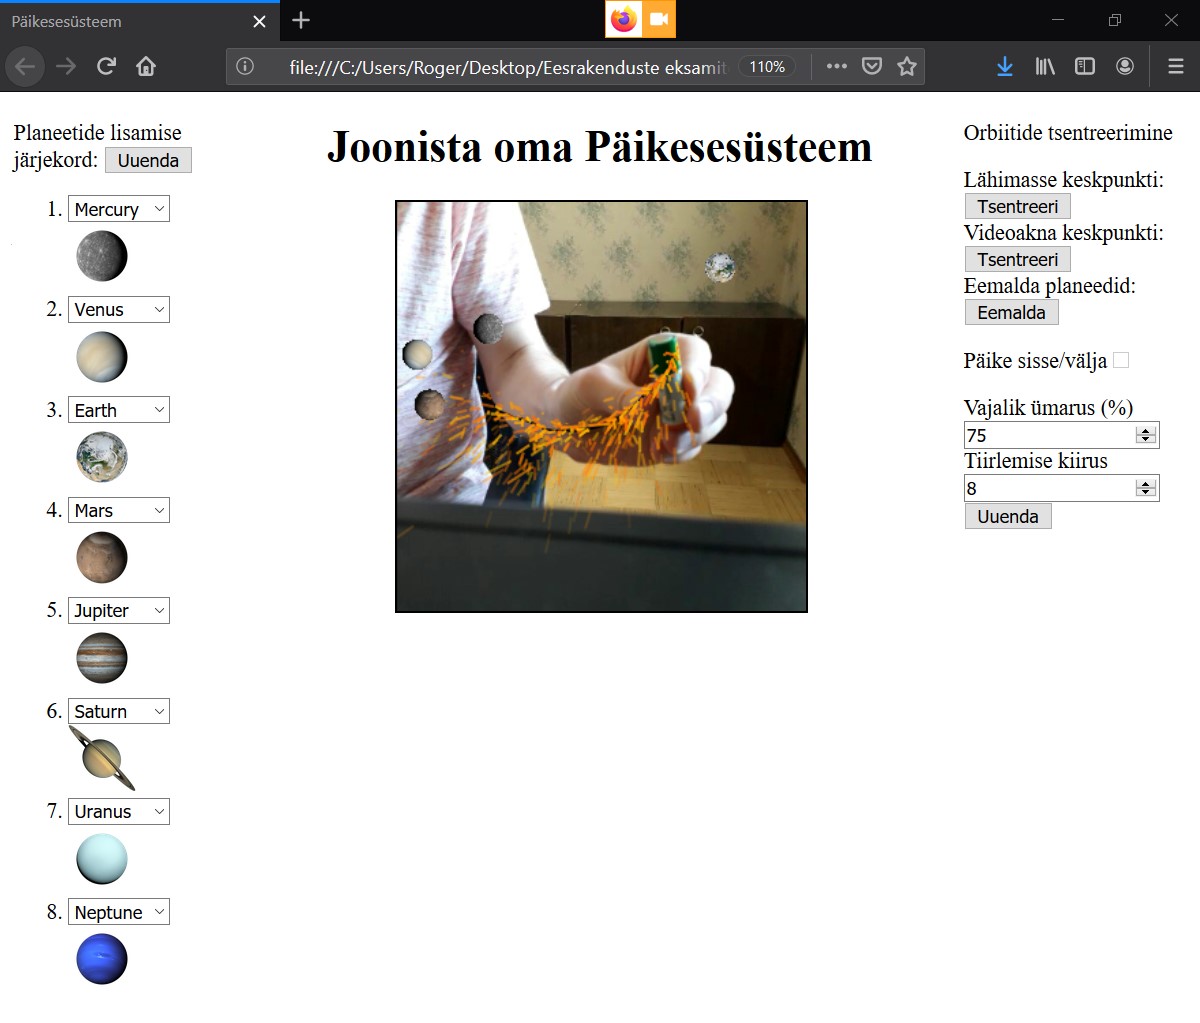 Päikesesüsteem
file:///C:/Users/Roger/Desktop/Eesrakenduste eksamit
110%
Planeetide lisamise
järjekord: Uuenda
1. Mercury
2. Venus
3. Earth
4. Mars
5. Jupiter
6. Saturn
7. Uranus
8. Neptune
Joonista oma Päikesesüsteem
Orbiitide tsentreerimine
Lähimasse keskpunkti:
Tsentreeri
Videoakna keskpunkti:
Tsentreeri
Eemalda planeedid:
Eemalda
Päike sisse/välja
Vajalik ümarus (%)
75
Tiirlemise kiirus
8
Uuenda